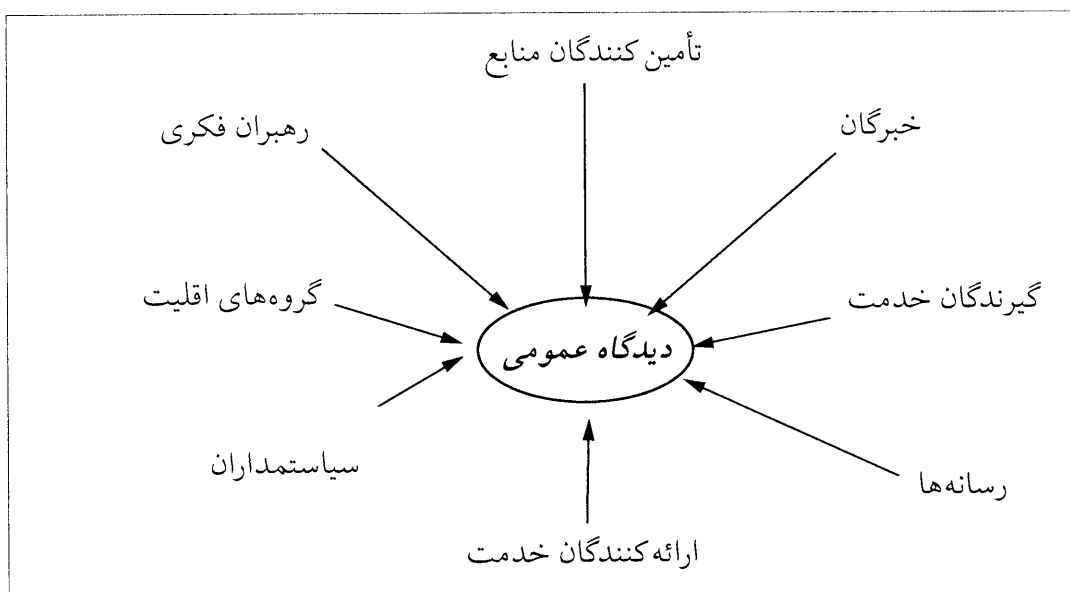 تأمین کنندگان منابع
خبرگان
رهبران فکری
گیرندگان خدمت
گروه‌های اقلیت
دیدگاه عمومی
سیاستمداران
رسانه‌ها
ارائه‌کنندگان خدمت